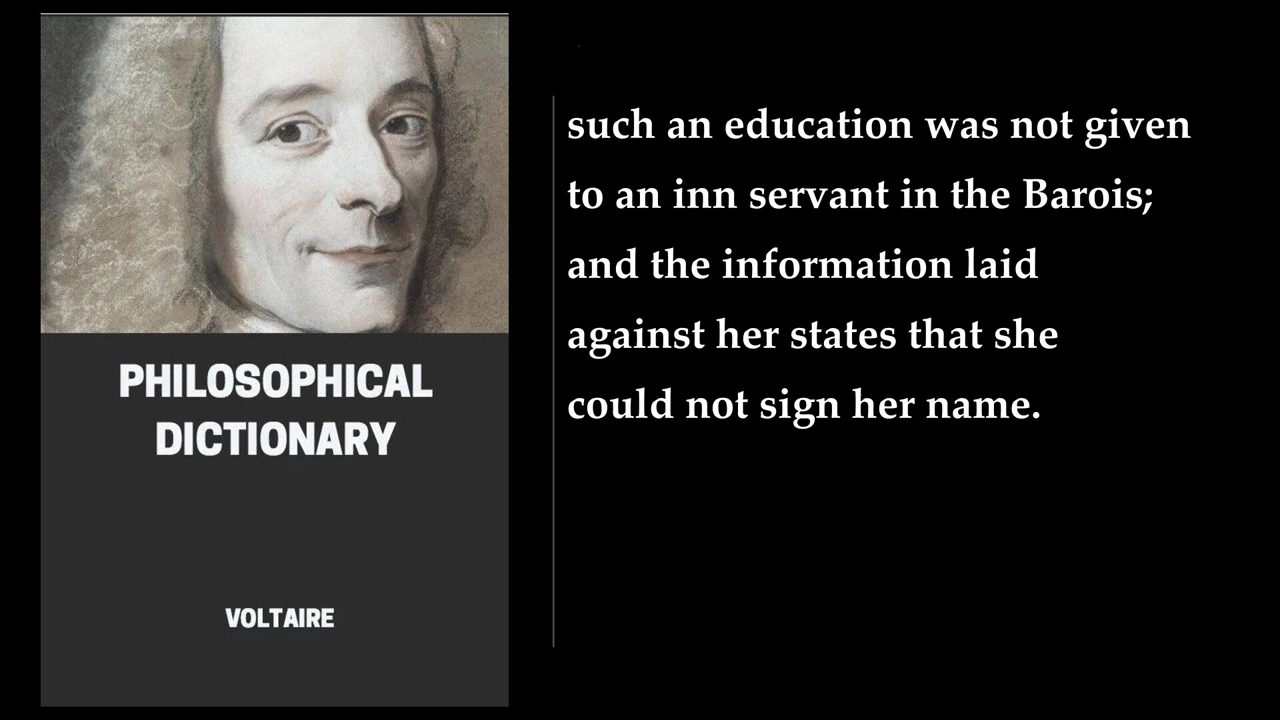 PHILOSOPHICAL
DICTIONARY
VOLTAIRE
such an education was not given
to an inn servant in the Barois;
and the information laid
against her states that she
could not sign her name.